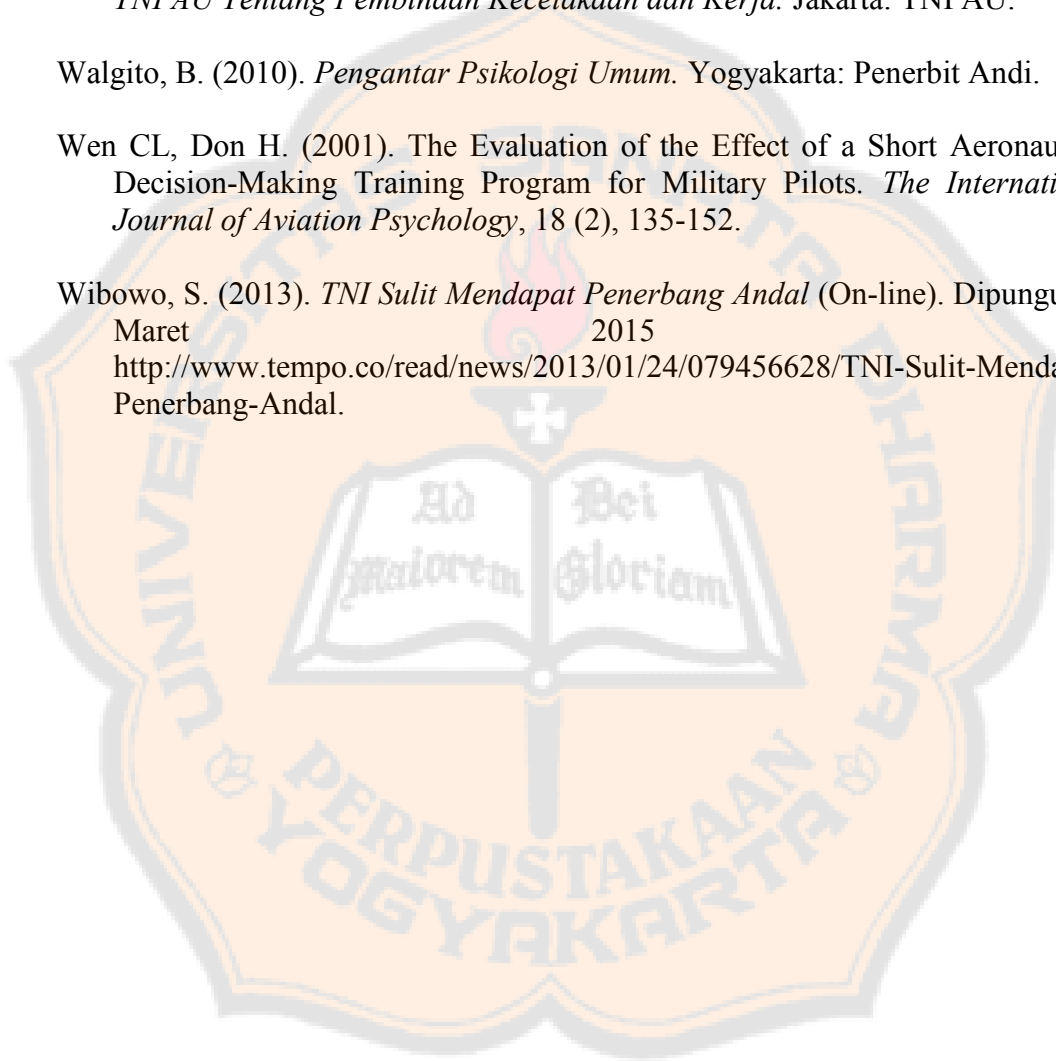 TNI AU Tentang Pembinaan Kecelakaan dan Kerja. Jakarta: TNI AU.
Walgito, B. (2010). Pengantar Psikologi Umum. Yogyakarta: Penerbit Andi.
Wen CL, Don H. (2001). The Evaluation of the Effect of a Short Aeronau
Decision-Making Training Program for Military Pilots. The Internati
Journal of Aviation Psychology, 18 (2), 135-152.
Wibowo, S. (2013). TNI Sulit Mendapat Penerbang Andal (On-line). Dipungu
Maret 2015
http://www.tempo.co/read/news/2013/01/24/079456628/TNI-Sulit-Menda
Penerbang-Andal.
UNIVERSITAS SANATA DHARMA
Ad Dei
Maiorem Gloriam
PERPUSTAKAAN
YOGYAKARTA